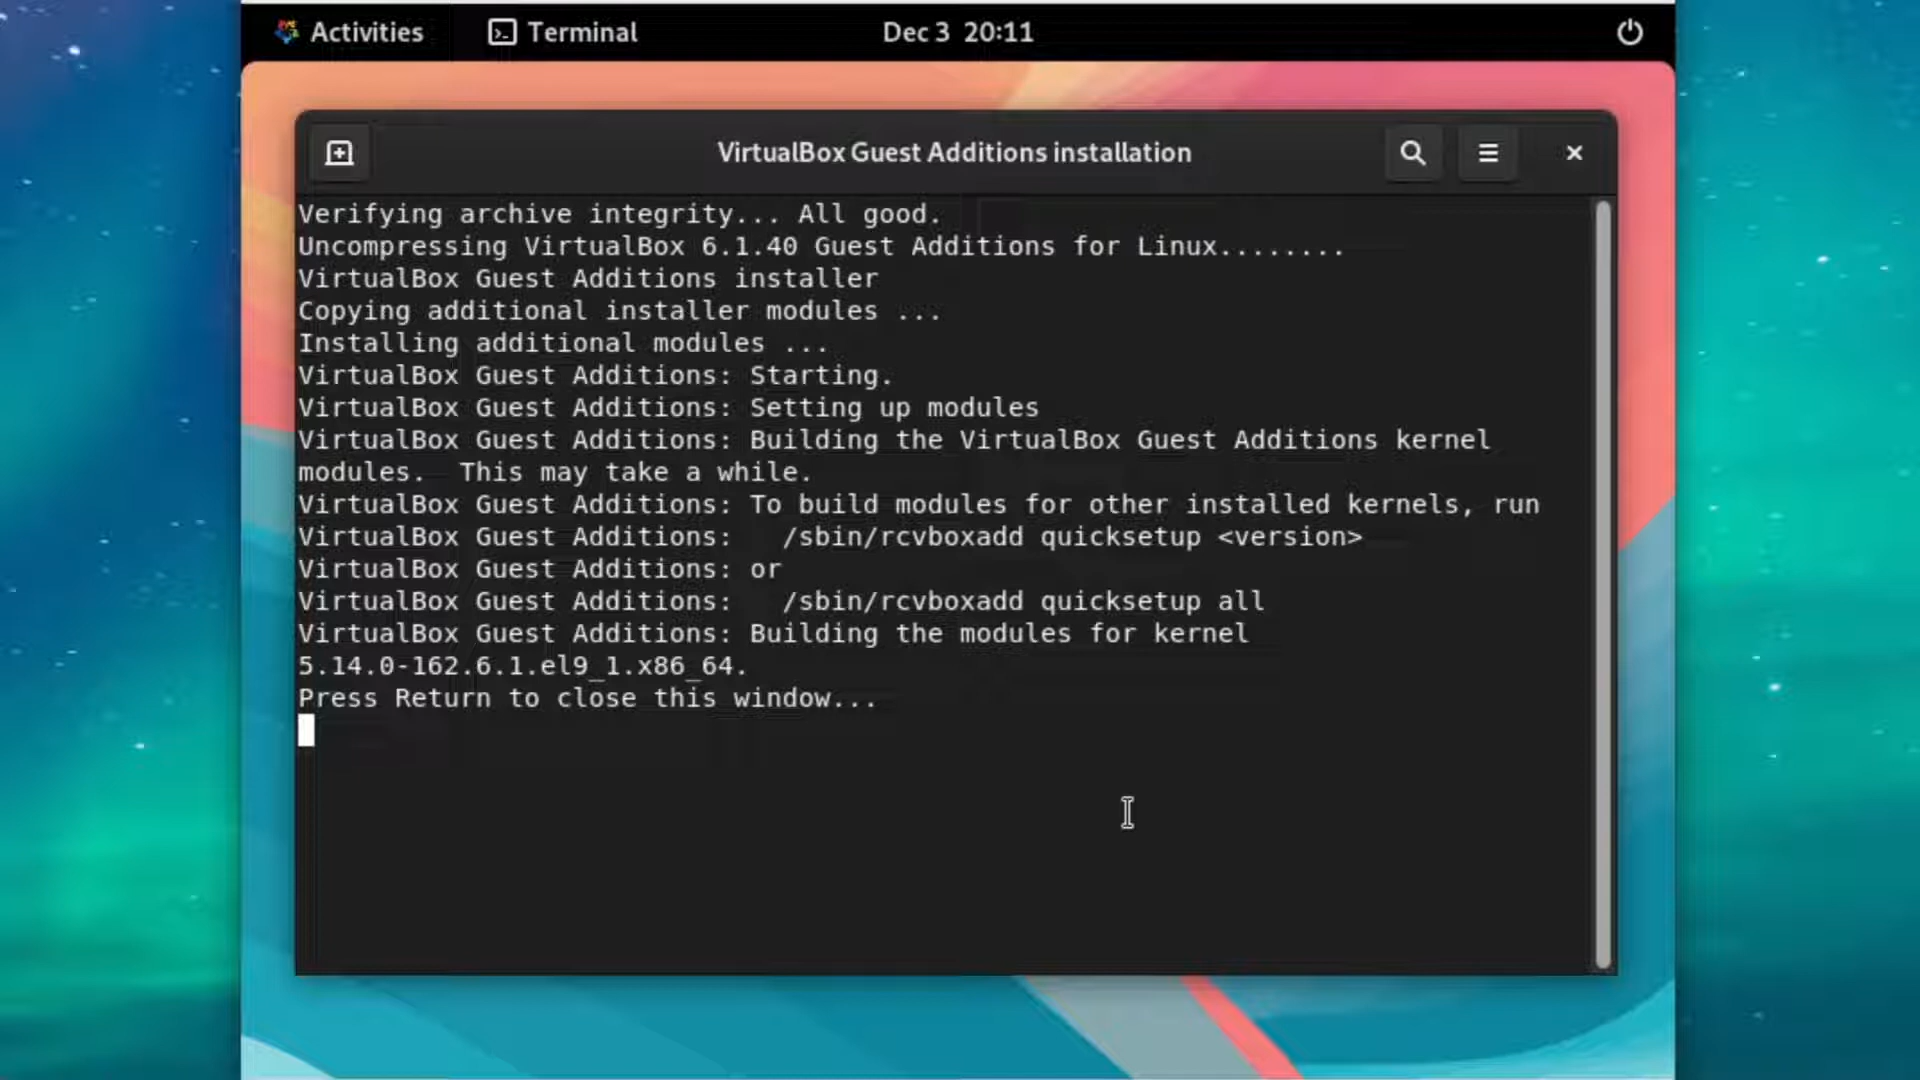 Activities Terminal Dec 3 20:11
VirtualBox Guest Additions installation
Verifying archive integrity... All good.
Uncompressing VirtualBox 6.1.40 Guest Additions for Linux........
VirtualBox Guest Additions installer
Copying additional installer modules ...
Installing additional modules ...
VirtualBox Guest Additions: Starting.
VirtualBox Guest Additions: Setting up modules
VirtualBox Guest Additions: Building the VirtualBox Guest Additions kernel
modules.  This may take a while.
VirtualBox Guest Additions: To build modules for other installed kernels, run
VirtualBox Guest Additions:   /sbin/rcvboxadd quicksetup <version>
VirtualBox Guest Additions: or
VirtualBox Guest Additions:   /sbin/rcvboxadd quicksetup all
VirtualBox Guest Additions: Building the modules for kernel
5.14.0-162.6.1.el9_1.x86_64.
Press Return to close this window...